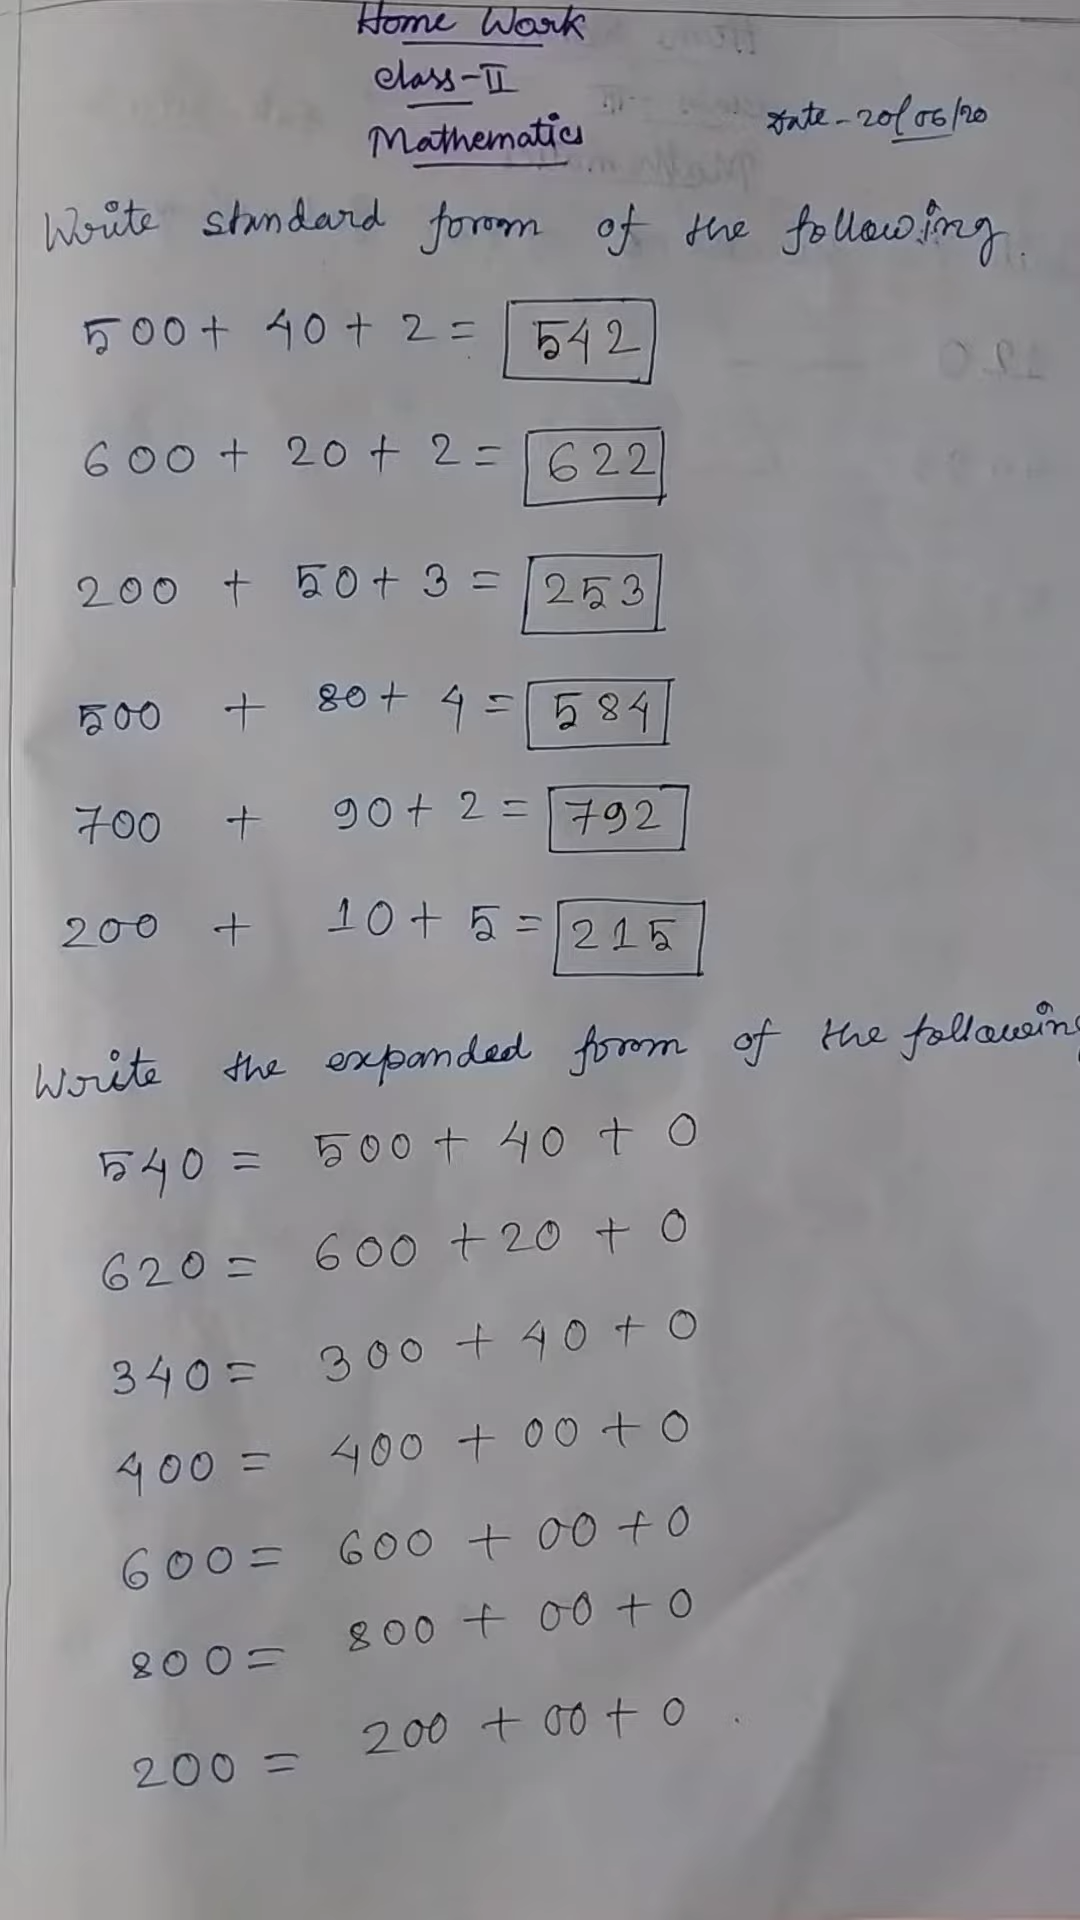 Home Work
Class-II
Mathematics
Date-20/06/20
Write standard form of the following.
500+ 40+ 2 = 542
600 + 20 + 2 = 622
200 + 50+ 3 = 253
500 + 80+ 4 = 584
700 + 90+ 2 = 792
200 + 10+ 5 = 215
Write the expanded form of the following
540 = 500 + 40 + 0
620 = 600 + 20 + 0
340 = 300 + 40 + 0
400 = 400 + 00 + 0
600 = 600 + 00 + 0
800 = 800 + 00 + 0
200 = 200 + 00 + 0 .